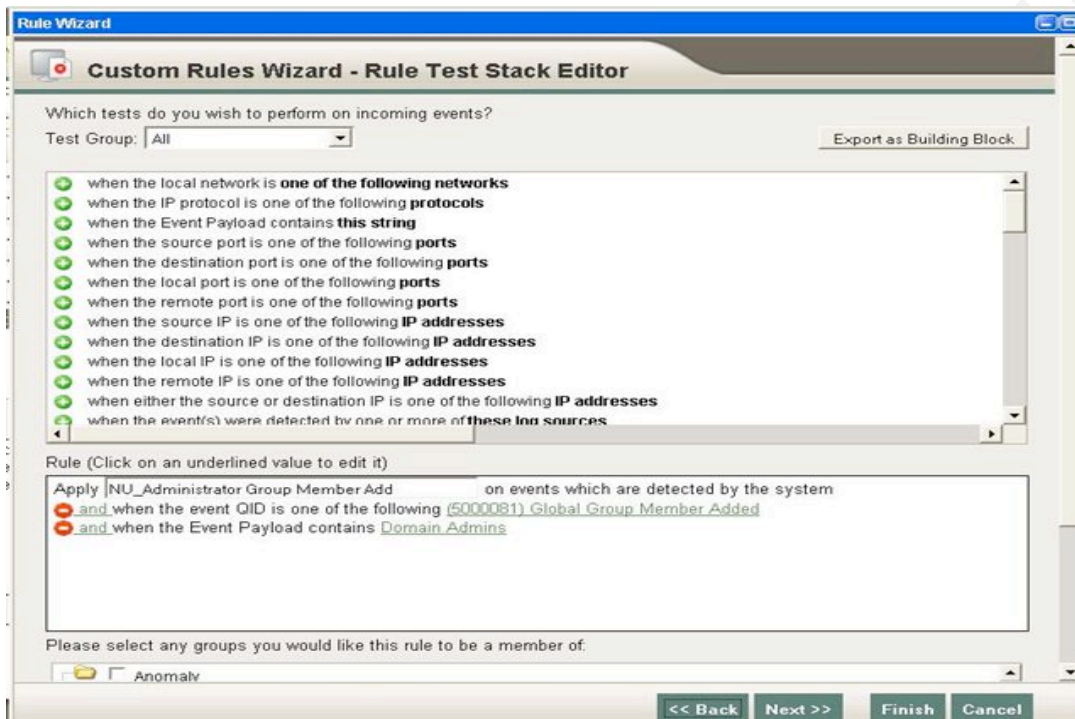 Rule Wizard
Custom Rules Wizard - Rule Test Stack Editor
Which tests do you wish to perform on incoming events?
Test Group: All
Export as Building Block
when the local network is one of the following networks
when the IP protocol is one of the following protocols
when the Event Payload contains this string
when the source port is one of the following ports
when the destination port is one of the following ports
when the local port is one of the following ports
when the remote port is one of the following ports
when the source IP is one of the following IP addresses
when the destination IP is one of the following IP addresses
when the local IP is one of the following IP addresses
when the remote IP is one of the following IP addresses
when either the source or destination IP is one of the following IP addresses
when the event(s) were detected by one or more of these log sources
Rule (Click on an underlined value to edit it)
Apply NU_Administrator Group Member Add on events which are detected by the system
and when the event QID is one of the following (5000081) Global Group Member Added
and when the Event Payload contains Domain Admins
Please select any groups you would like this rule to be a member of:
Anomaly
<< Back Next >> Finish Cancel